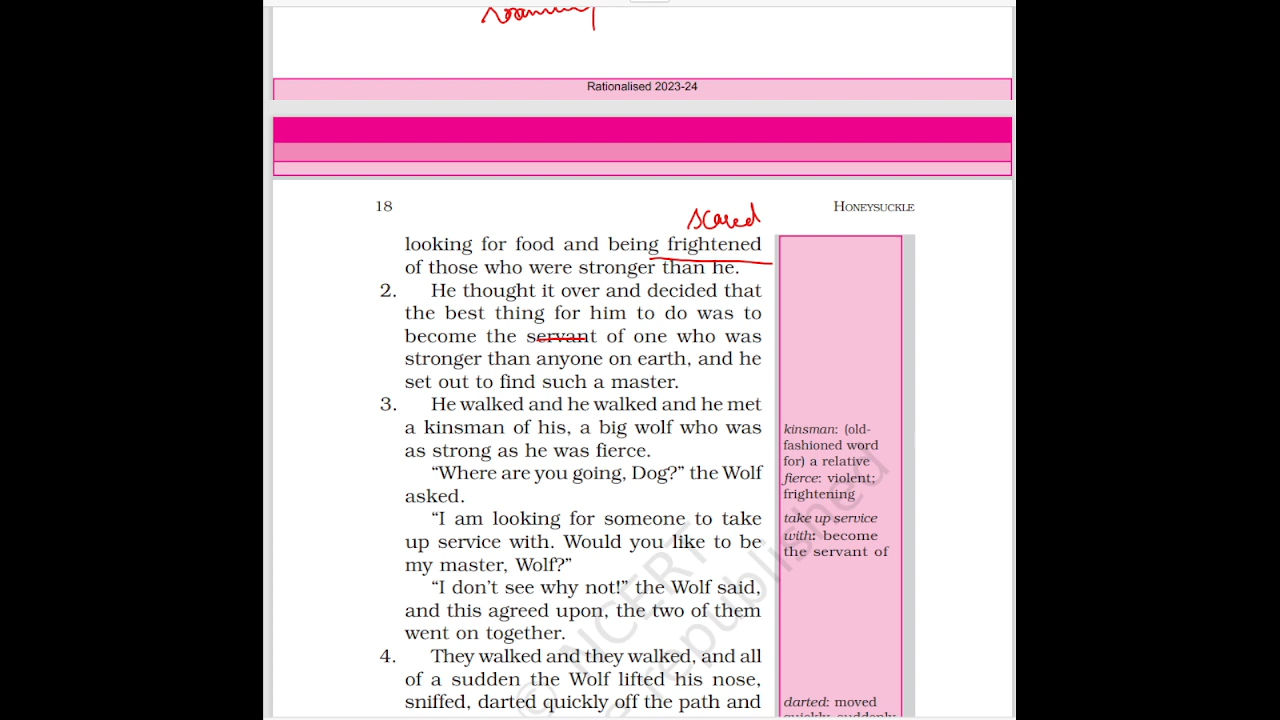 Rationalised 2023-24
18
HONEYSUCKLE
scared
looking for food and being frightened
of those who were stronger than he.
2. He thought it over and decided that
the best thing for him to do was to
become the servant of one who was
stronger than anyone on earth, and he
set out to find such a master.
3. He walked and he walked and he met
a kinsman of his, a big wolf who was
as strong as he was fierce.
“Where are you going, Dog?” the Wolf
asked.
“I am looking for someone to take
up service with. Would you like to be
my master, Wolf?”
“I don’t see why not!” the Wolf said,
and this agreed upon, the two of them
went on together.
4. They walked and they walked, and all
of a sudden the Wolf lifted his nose,
sniffed, darted quickly off the path and
kinsman: (old-
fashioned word
for) a relative
fierce: violent;
frightening
take up service
with: become
the servant of
darted: moved
quickly, suddenly
© NCERT
republished